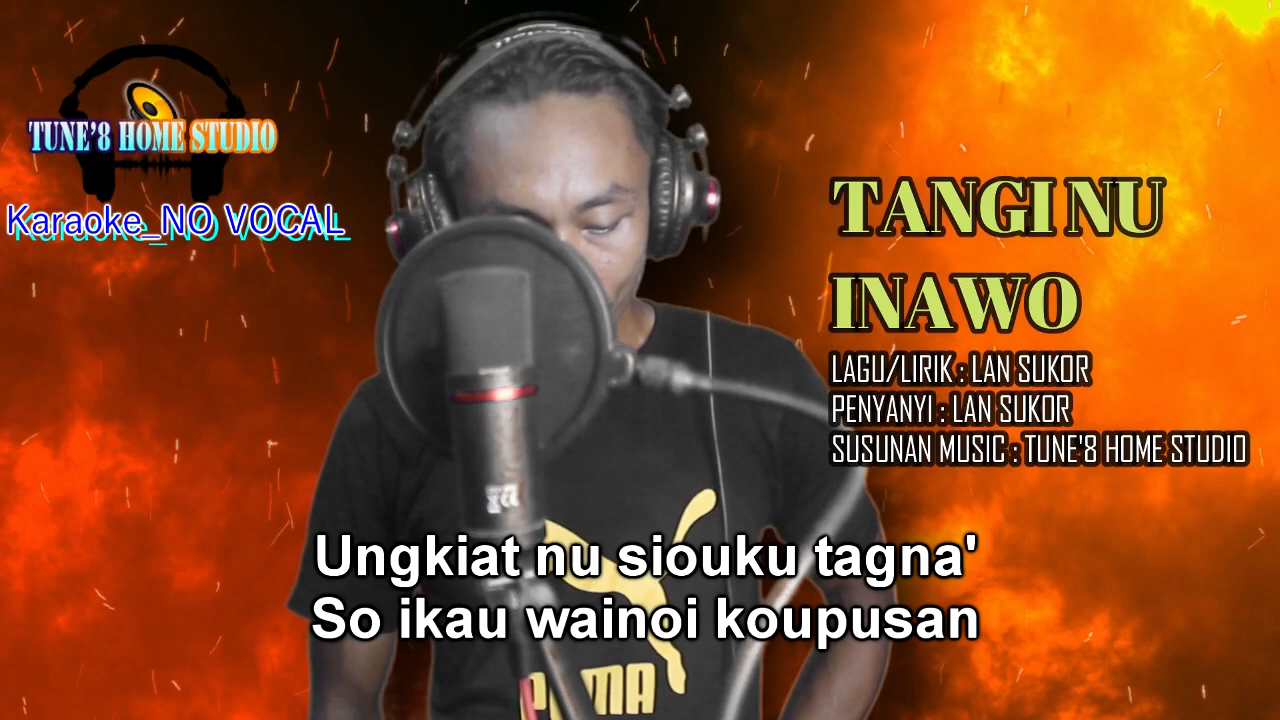 TUNE'8 HOME STUDIO
Karaoke_NO VOCAL
TANGI NU
INAWO
LAGU/LIRIK : LAN SUKOR
PENYANYI : LAN SUKOR
SUSUNAN MUSIC : TUNE'8 HOME STUDIO
Ungkiat nu siouku tagna'
So ikau wainoi koupusan
PUMA